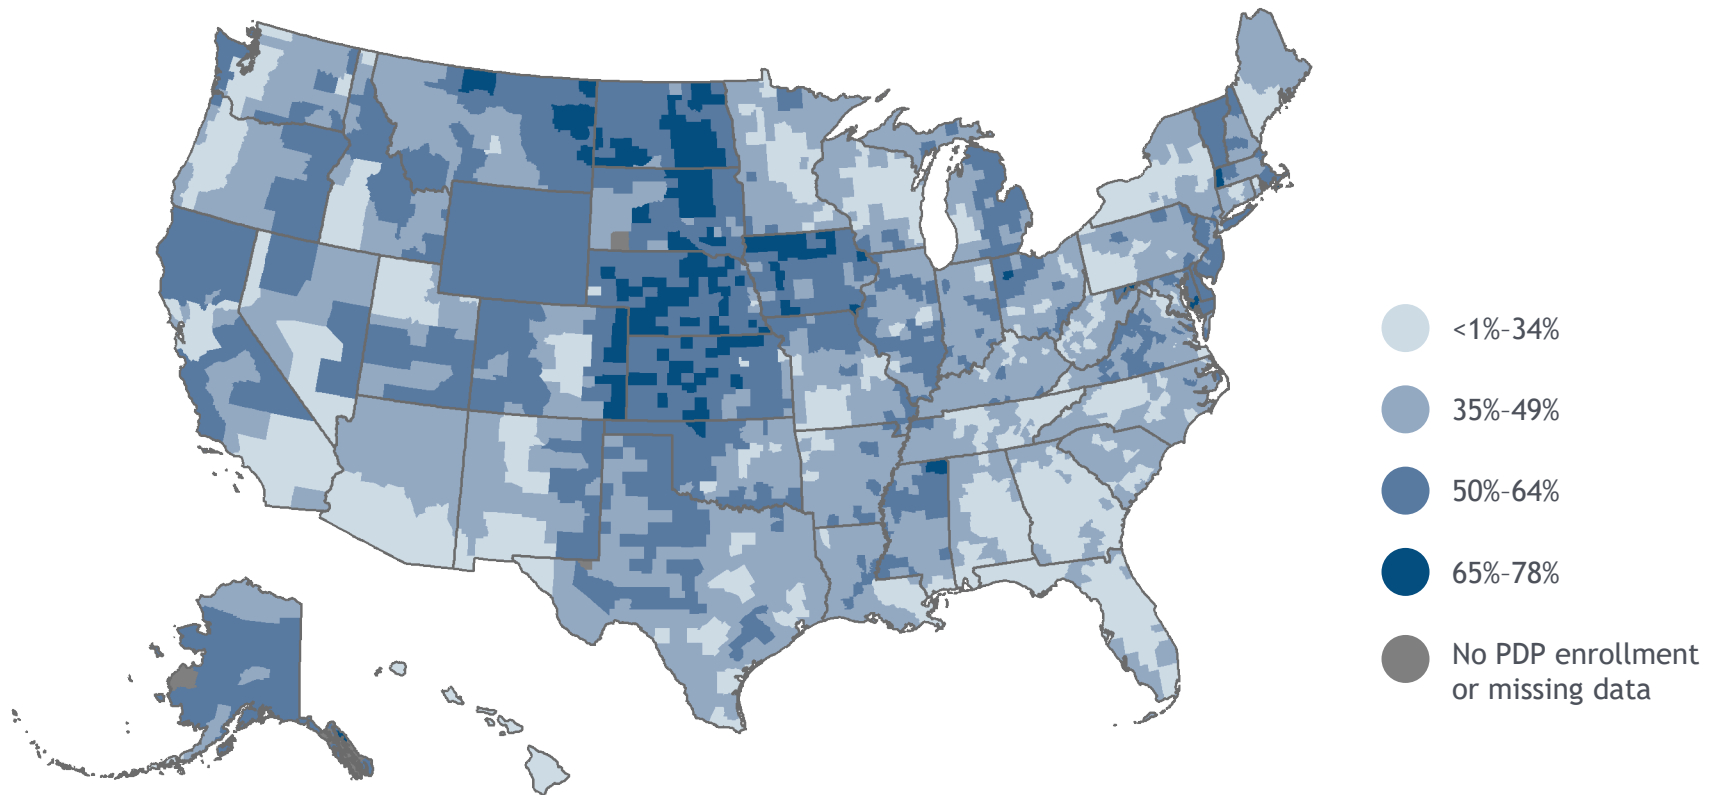 <1%-34%
35%-49%
50%-64%
65%-78%
No PDP enrollment
or missing data